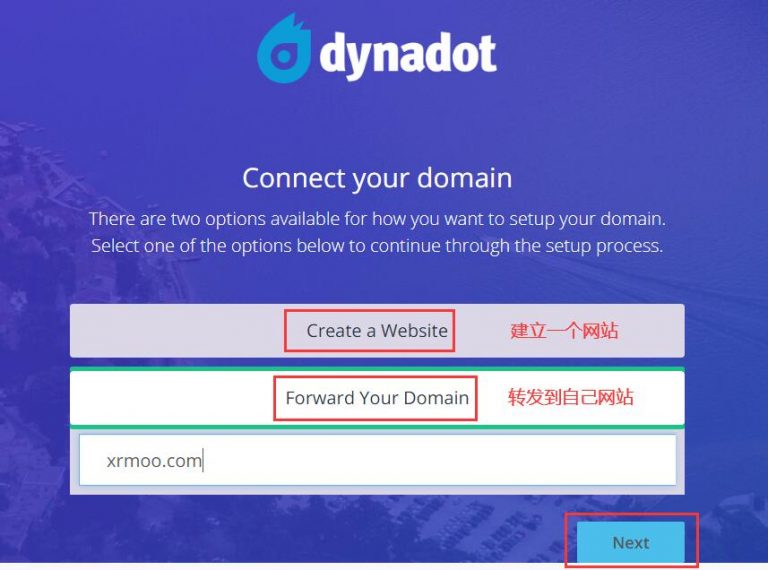 dynadot
Connect your domain
There are two options available for how you want to setup your domain.
Select one of the options below to continue through the setup process.
Create a Website 建立一个网站
Forward Your Domain 转发到自己网站
xrmoo.com
Next